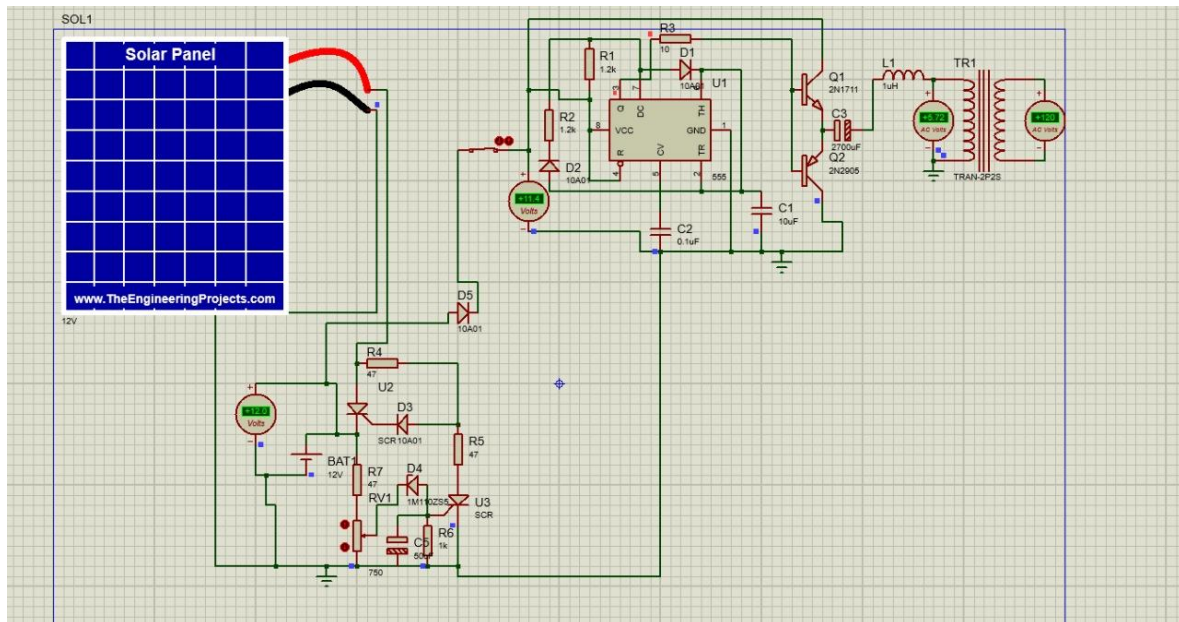 SOL1
Solar Panel
www.TheEngineeringProjects.com
12V
R3
10
R1
1.2k
D1
10A01
U1
3
7
6
Q
DC
TH
8
VCC
GND
1
R
CV
TR
4
5
2
555
R2
1.2k
D2
10A01
+11.4
Volts
C2
0.1uF
C1
10uF
Q1
2N1711
C3
2700uF
Q2
2N2905
L1
1uH
+5.72
AC Volts
TR1
TRAN-2P2S
+120
AC Volts
D5
10A01
R4
47
U2
SCR
D3
10A01
+12.0
Volts
BAT1
12V
R7
47
R5
47
D4
U3
SCR
RV1
750
C5
R6
1k